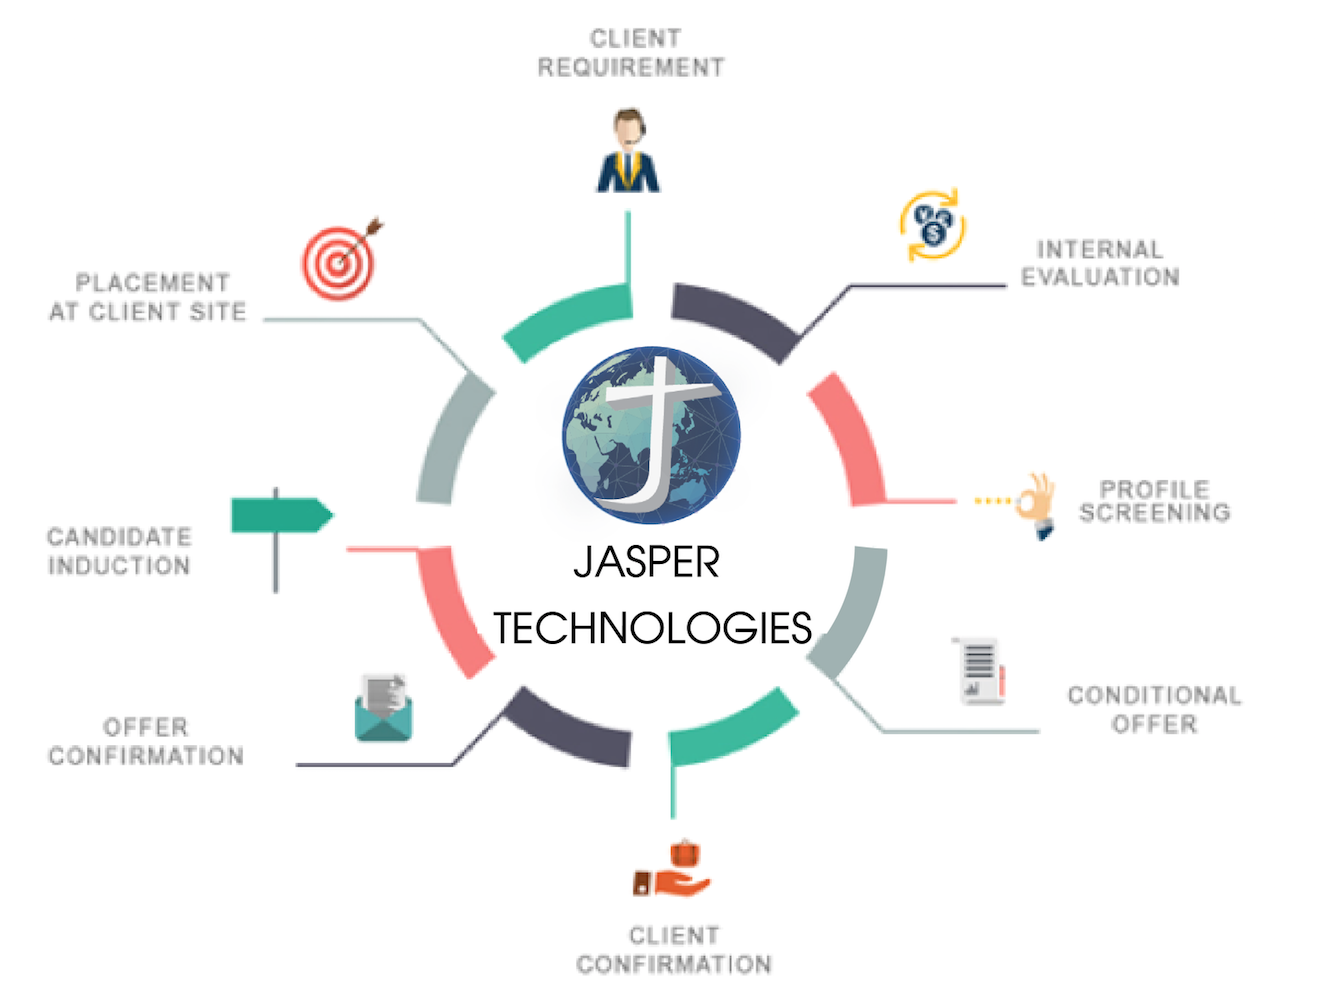 CLIENT
REQUIREMENT
INTERNAL
EVALUATION
PROFILE
SCREENING
CONDITIONAL
OFFER
CLIENT
CONFIRMATION
OFFER
CONFIRMATION
CANDIDATE
INDUCTION
PLACEMENT
AT CLIENT SITE
JASPER
TECHNOLOGIES